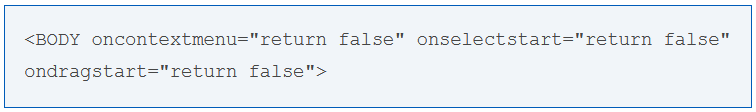 <BODY oncontextmenu="return false" onselectstart="return false"
ondragstart="return false">